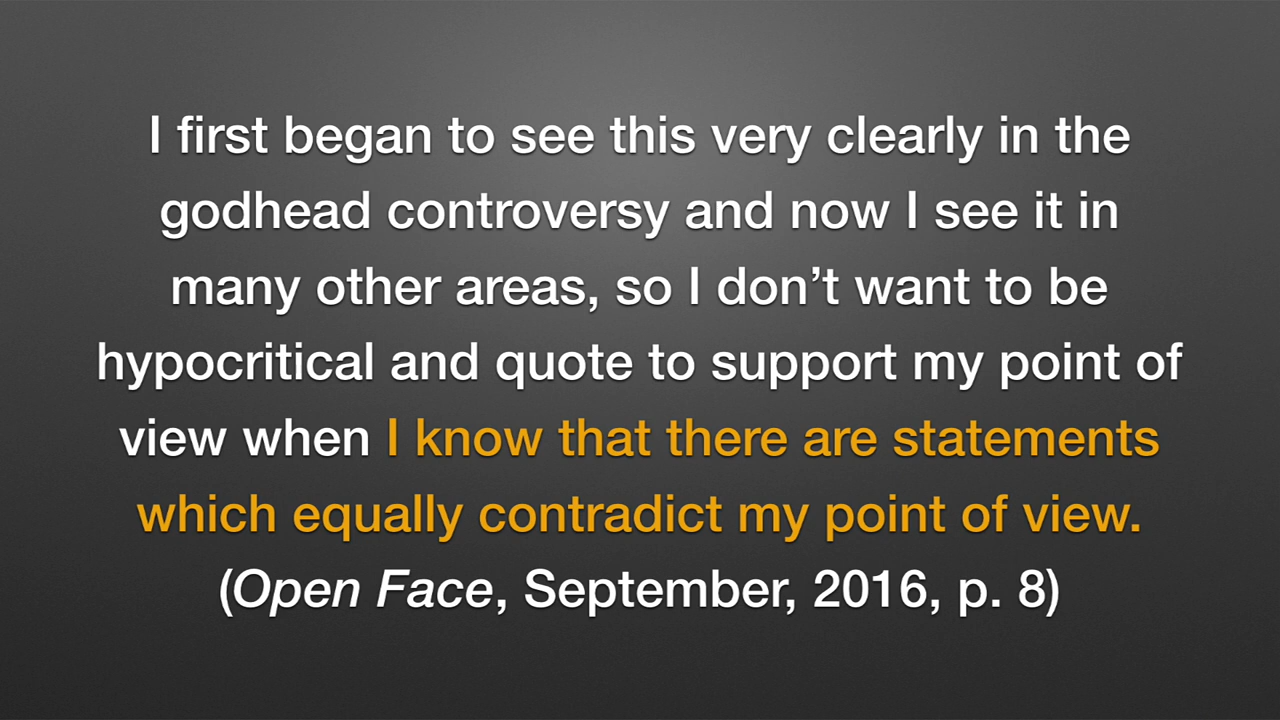 I first began to see this very clearly in the
godhead controversy and now I see it in
many other areas, so I don’t want to be
hypocritical and quote to support my point of
view when I know that there are statements
which equally contradict my point of view.
(Open Face, September, 2016, p. 8)